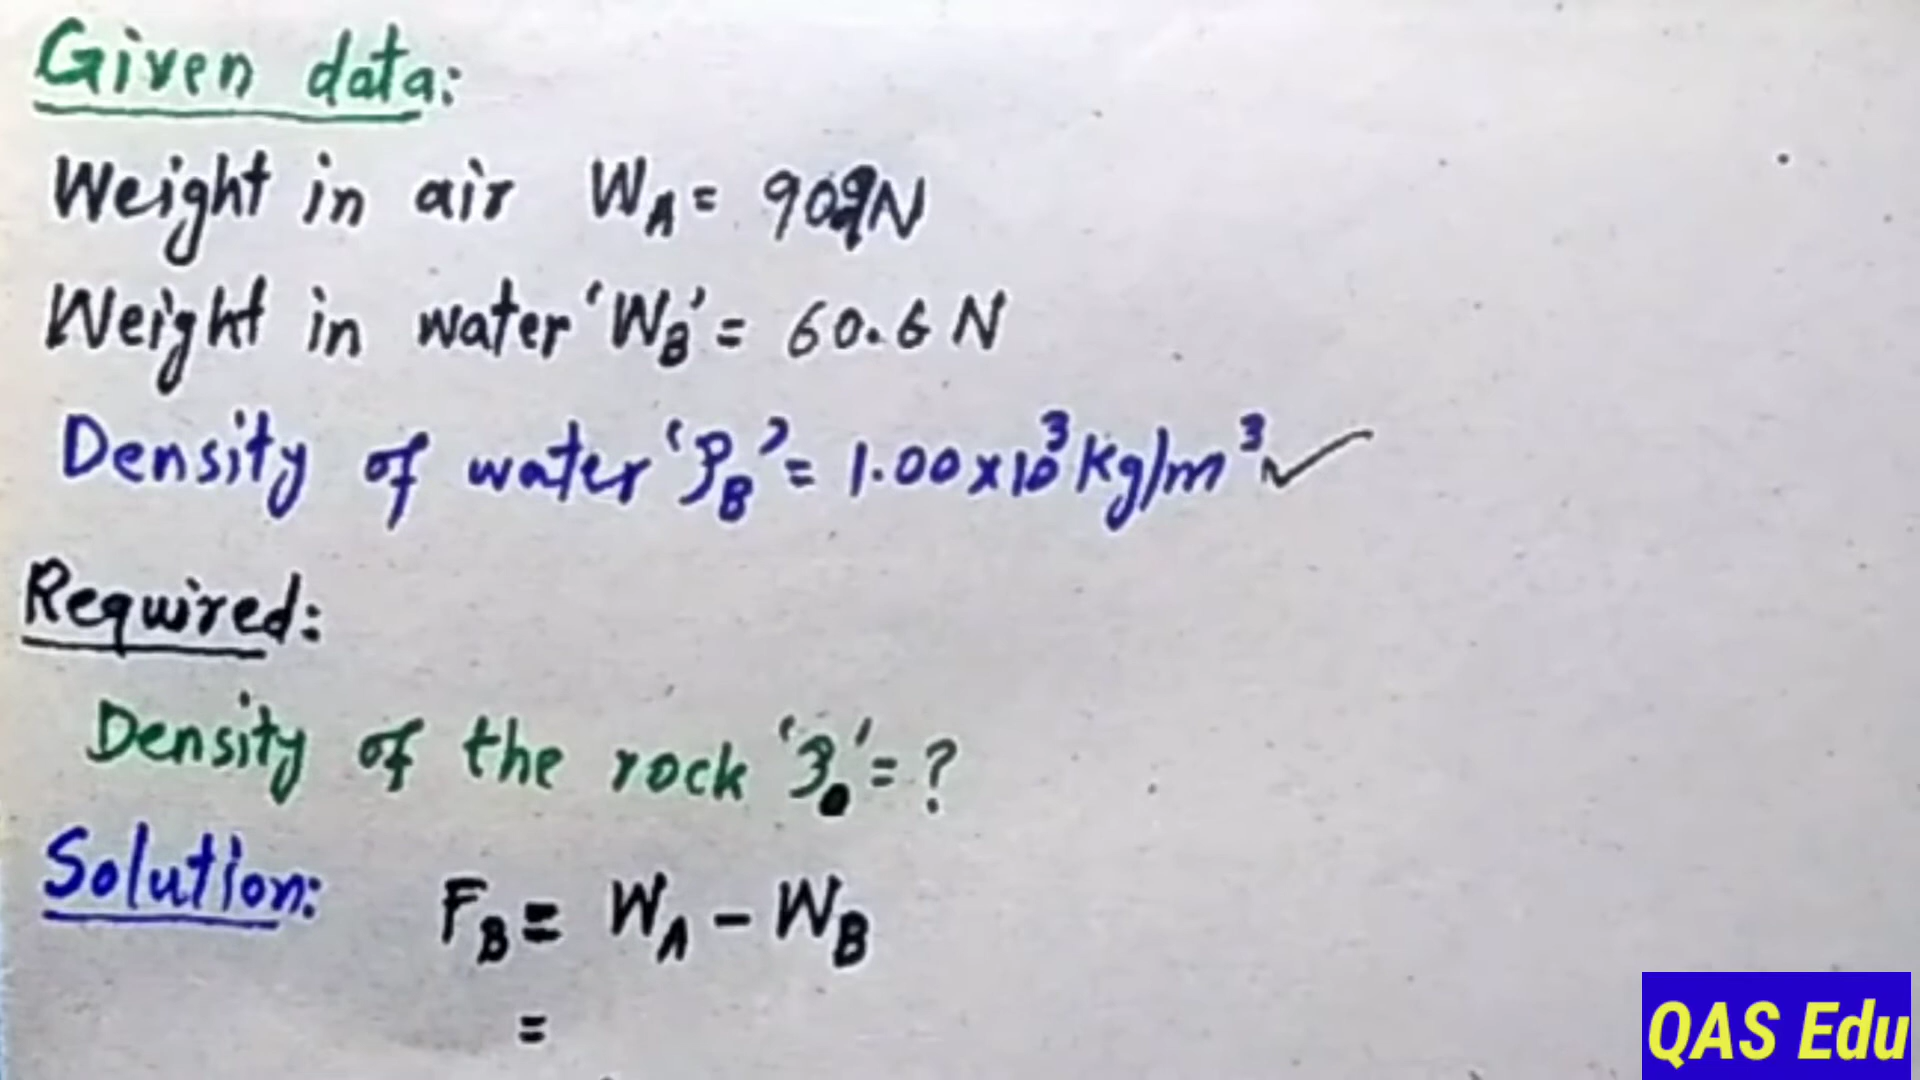 Given data:
Weight in air W_A = 909N
Weight in water 'W_B' = 60.6 N
Density of water 'ρ_B' = 1.00 x 10³ kg/m³ ✓
Required:
Density of the rock ' ' = ?
Solution: F_B = W_A - W_B
=
QAS Edu